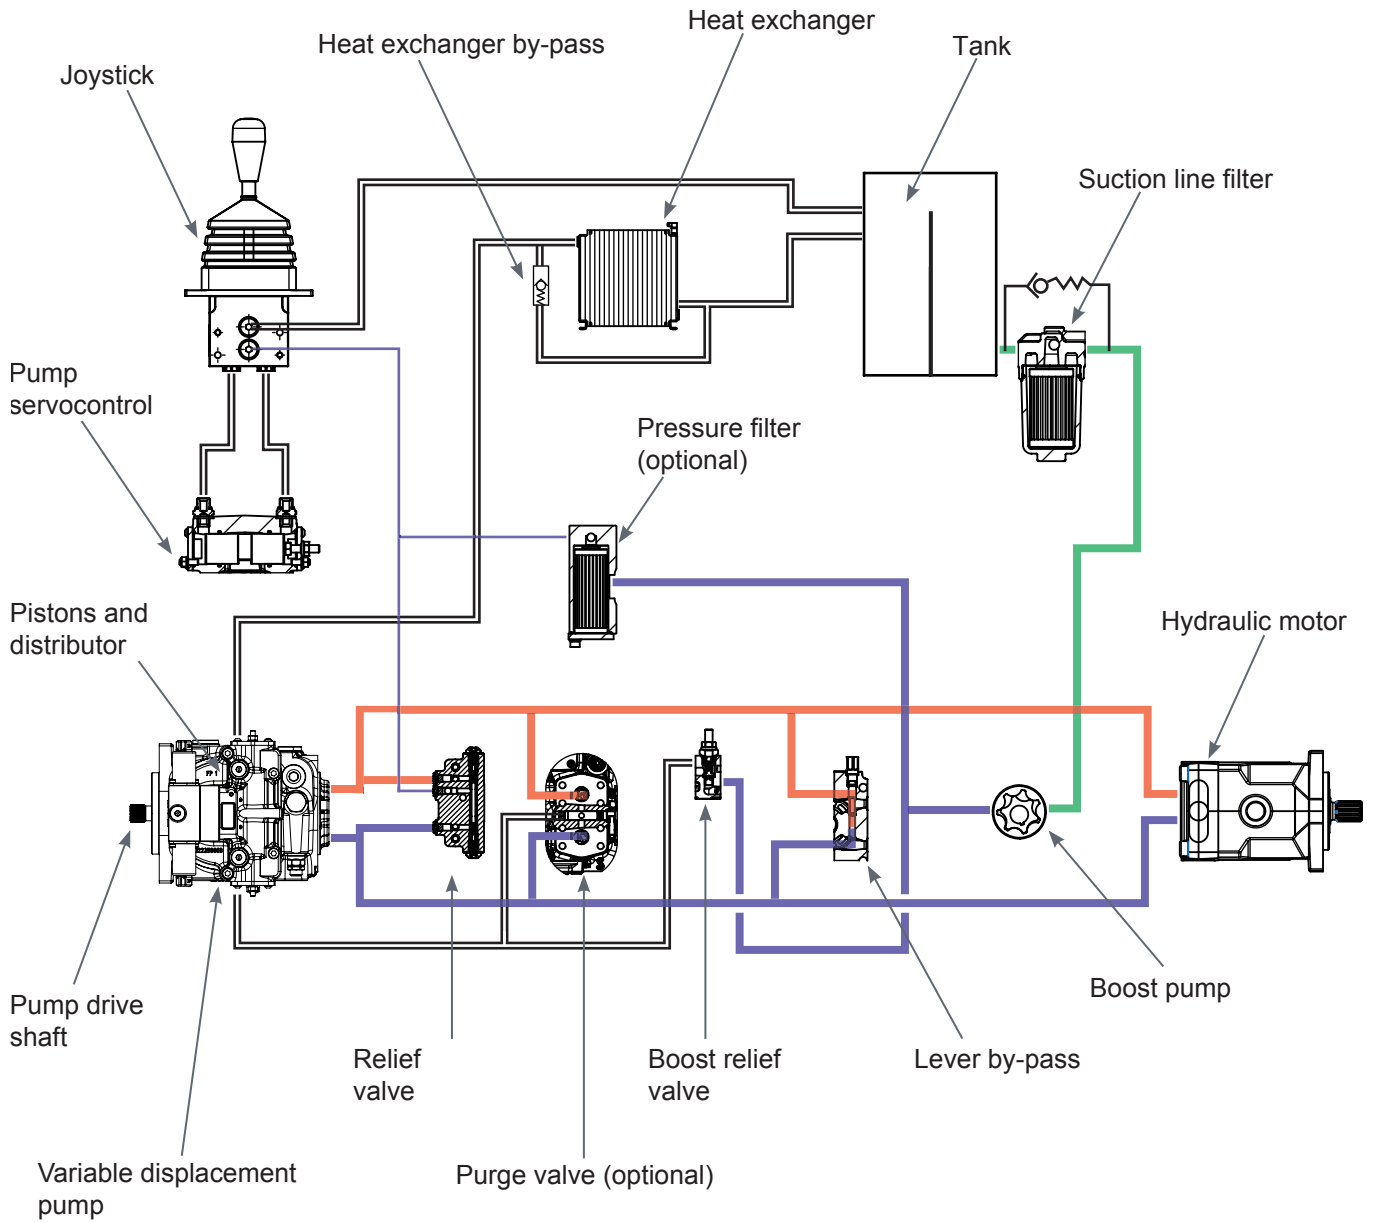 Heat exchanger
Heat exchanger by-pass
Tank
Joystick
Suction line filter
Pump
servocontrol
Pressure filter
(optional)
Pistons and
distributor
Hydraulic motor
PP 1
Pump drive
shaft
Boost pump
Relief
valve
Boost relief
valve
Lever by-pass
Variable displacement
pump
Purge valve (optional)